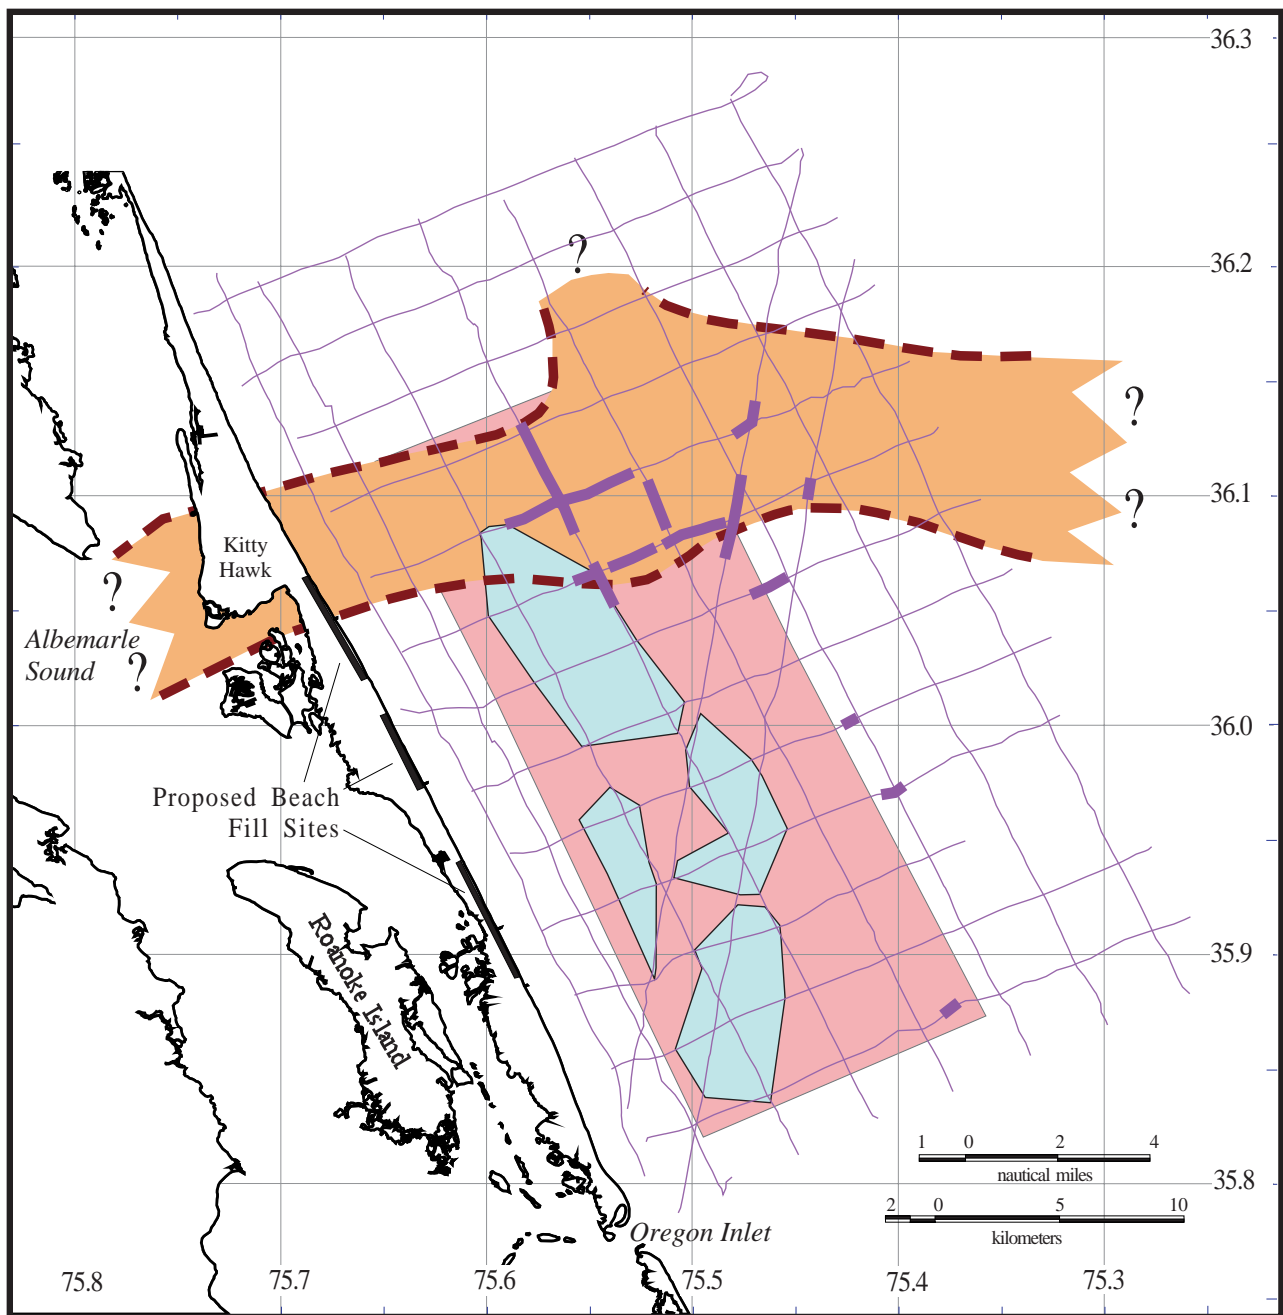 36.3
?
36.2
?
36.1
?
Kitty
Hawk
?
Albemarle
Sound
?
36.0
Proposed Beach
Fill Sites
Roanoke Island
35.9
1 0 2 4
nautical miles
35.8
2 0 5 10
kilometers
Oregon Inlet
75.8 75.7 75.6 75.5 75.4 75.3